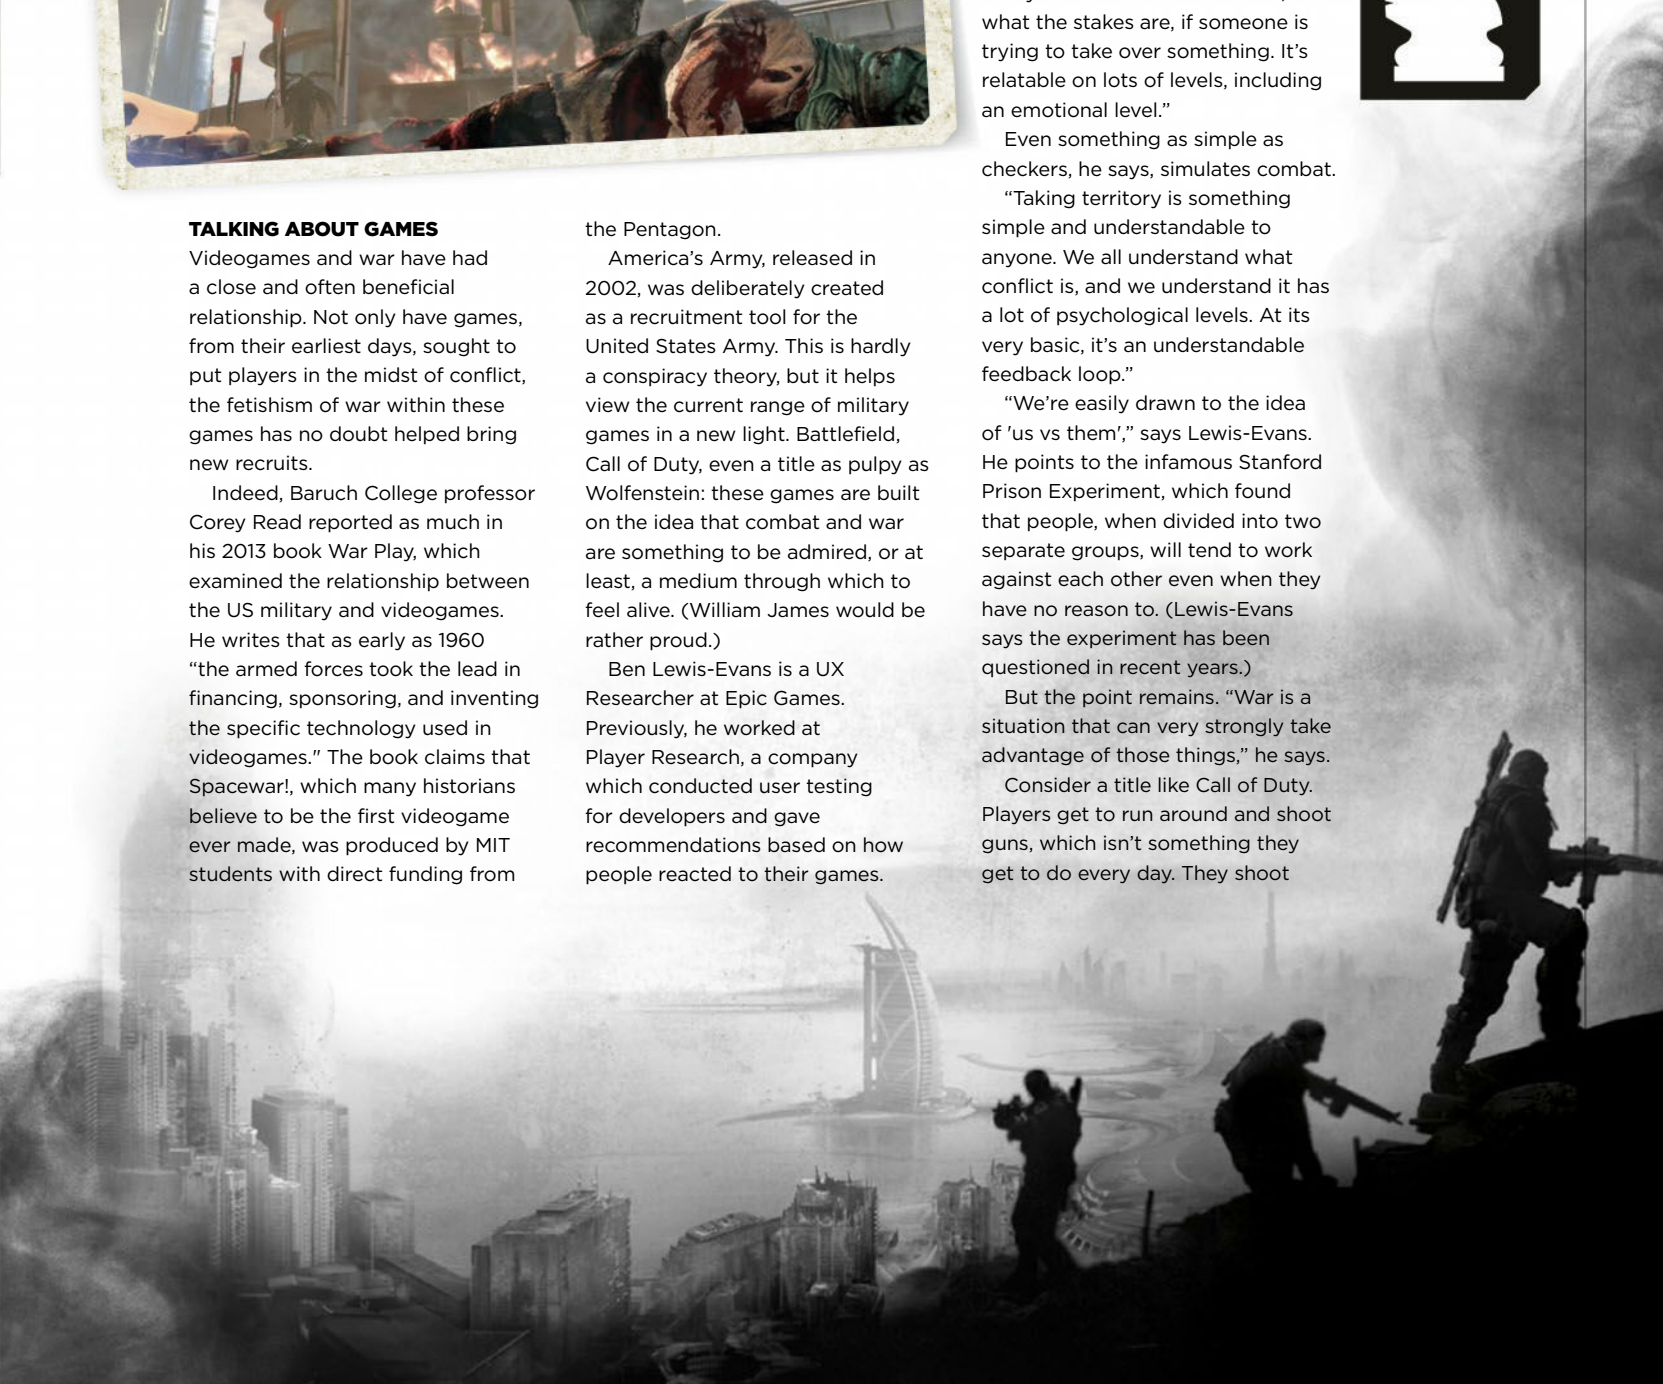 TALKING ABOUT GAMES
Videogames and war have had
a close and often beneficial
relationship. Not only have games,
from their earliest days, sought to
put players in the midst of conflict,
the fetishism of war within these
games has no doubt helped bring
new recruits.
Indeed, Baruch College professor
Corey Read reported as much in
his 2013 book War Play, which
examined the relationship between
the US military and videogames.
He writes that as early as 1960
“the armed forces took the lead in
financing, sponsoring, and inventing
the specific technology used in
videogames." The book claims that
Spacewar!, which many historians
believe to be the first videogame
ever made, was produced by MIT
students with direct funding from
the Pentagon.
America’s Army, released in
2002, was deliberately created
as a recruitment tool for the
United States Army. This is hardly
a conspiracy theory, but it helps
view the current range of military
games in a new light. Battlefield,
Call of Duty, even a title as pulpy as
Wolfenstein: these games are built
on the idea that combat and war
are something to be admired, or at
least, a medium through which to
feel alive. (William James would be
rather proud.)
Ben Lewis-Evans is a UX
Researcher at Epic Games.
Previously, he worked at
Player Research, a company
which conducted user testing
for developers and gave
recommendations based on how
people reacted to their games.
what the stakes are, if someone is
trying to take over something. It’s
relatable on lots of levels, including
an emotional level.”
Even something as simple as
checkers, he says, simulates combat.
“Taking territory is something
simple and understandable to
anyone. We all understand what
conflict is, and we understand it has
a lot of psychological levels. At its
very basic, it’s an understandable
feedback loop.”
“We’re easily drawn to the idea
of 'us vs them',” says Lewis-Evans.
He points to the infamous Stanford
Prison Experiment, which found
that people, when divided into two
separate groups, will tend to work
against each other even when they
have no reason to. (Lewis-Evans
says the experiment has been
questioned in recent years.)
But the point remains. “War is a
situation that can very strongly take
advantage of those things,” he says.
Consider a title like Call of Duty.
Players get to run around and shoot
guns, which isn’t something they
get to do every day. They shoot